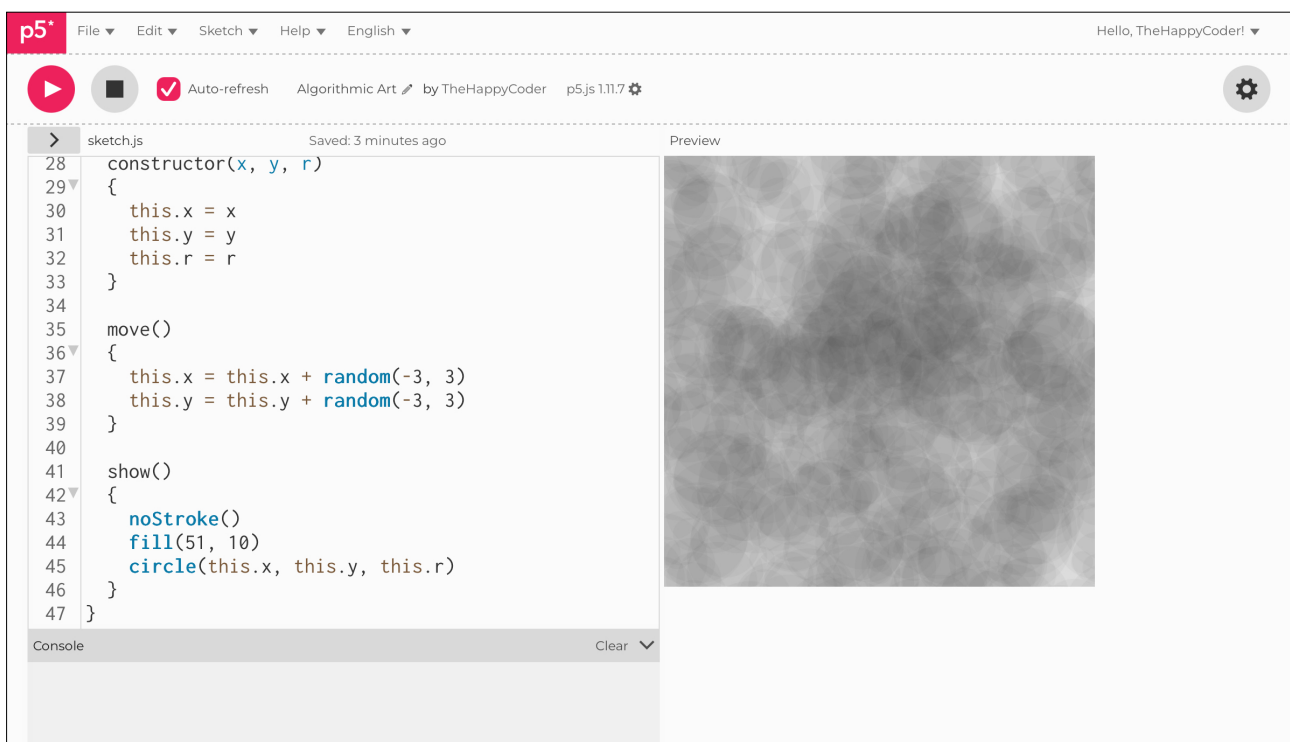 p5* File Edit Sketch Help English Hello, TheHappyCoder!
Auto-refresh Algorithmic Art by TheHappyCoder p5.js 1.11.7
> sketch.js Saved: 3 minutes ago Preview
28 constructor(x, y, r)
29 {
30 this.x = x
31 this.y = y
32 this.r = r
33 }
34
35 move()
36 {
37 this.x = this.x + random(-3, 3)
38 this.y = this.y + random(-3, 3)
39 }
40
41 show()
42 {
43 noStroke()
44 fill(51, 10)
45 circle(this.x, this.y, this.r)
46 }
47 }
Console Clear